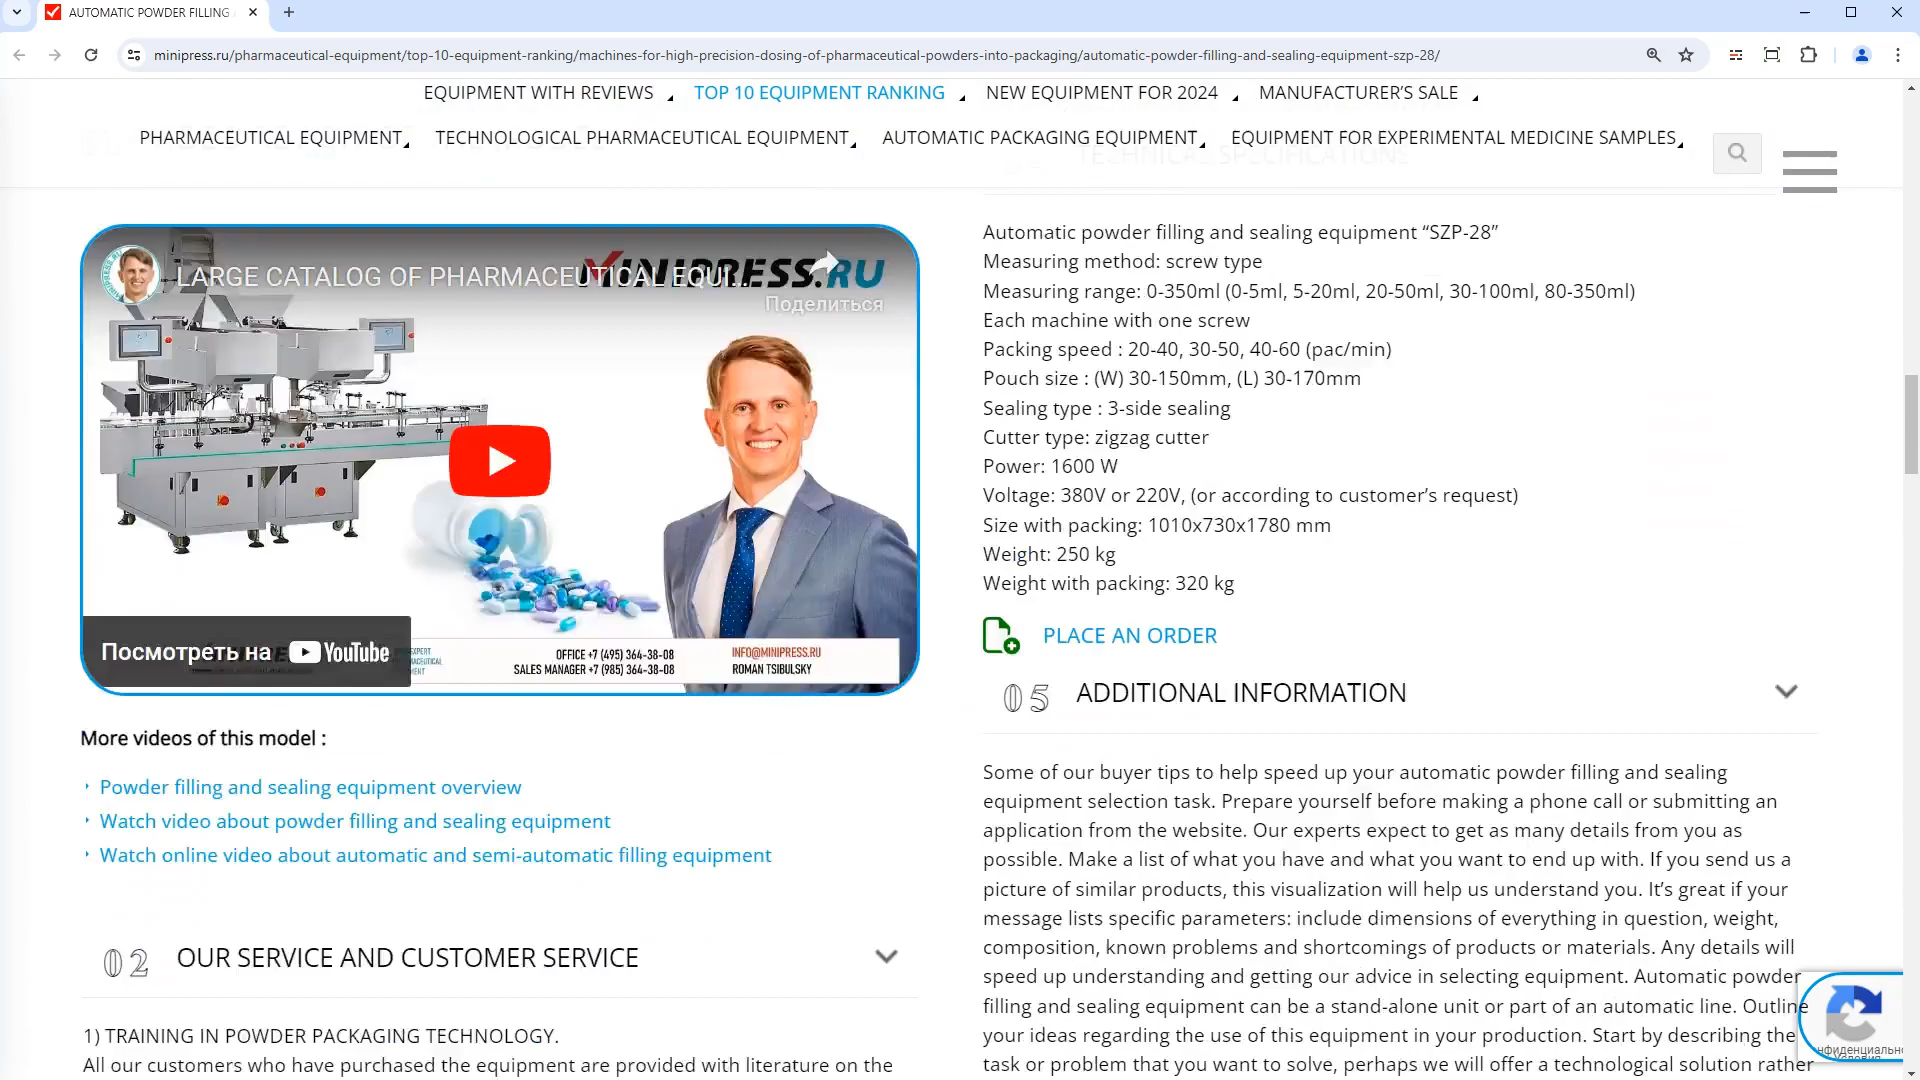 AUTOMATIC POWDER FILLING
minipress.ru/pharmaceutical-equipment/top-10-equipment-ranking/machines-for-high-precision-dosing-of-pharmaceutical-powders-into-packaging/automatic-powder-filling-and-sealing-equipment-szp-28/
EQUIPMENT WITH REVIEWS TOP 10 EQUIPMENT RANKING NEW EQUIPMENT FOR 2024 MANUFACTURER’S SALE
PHARMACEUTICAL EQUIPMENT TECHNOLOGICAL PHARMACEUTICAL EQUIPMENT AUTOMATIC PACKAGING EQUIPMENT EQUIPMENT FOR EXPERIMENTAL MEDICINE SAMPLES
TECHNICAL SPECIFICATIONS
LARGE CATALOG OF PHARMACEUTICAL EQUI...
MINIPRESS.RU
Поделиться
Посмотреть на YouTube
OFFICE +7 (495) 364-38-08
SALES MANAGER +7 (985) 364-38-08
INFO@MINIPRESS.RU
ROMAN TSIBULSKY
More videos of this model :
Powder filling and sealing equipment overview
Watch video about powder filling and sealing equipment
Watch online video about automatic and semi-automatic filling equipment
02 OUR SERVICE AND CUSTOMER SERVICE
1) TRAINING IN POWDER PACKAGING TECHNOLOGY.
All our customers who have purchased the equipment are provided with literature on the
Automatic powder filling and sealing equipment “SZP-28”
Measuring method: screw type
Measuring range: 0-350ml (0-5ml, 5-20ml, 20-50ml, 30-100ml, 80-350ml)
Each machine with one screw
Packing speed : 20-40, 30-50, 40-60 (pac/min)
Pouch size : (W) 30-150mm, (L) 30-170mm
Sealing type : 3-side sealing
Cutter type: zigzag cutter
Power: 1600 W
Voltage: 380V or 220V, (or according to customer’s request)
Size with packing: 1010x730x1780 mm
Weight: 250 kg
Weight with packing: 320 kg
PLACE AN ORDER
05 ADDITIONAL INFORMATION
Some of our buyer tips to help speed up your automatic powder filling and sealing
equipment selection task. Prepare yourself before making a phone call or submitting an
application from the website. Our experts expect to get as many details from you as
possible. Make a list of what you have and what you want to end up with. If you send us a
picture of similar products, this visualization will help us understand you. It’s great if your
message lists specific parameters: include dimensions of everything in question, weight,
composition, known problems and shortcomings of products or materials. Any details will
speed up understanding and getting our advice in selecting equipment. Automatic powder
filling and sealing equipment can be a stand-alone unit or part of an automatic line. Outline
your ideas regarding the use of this equipment in your production. Start by describing the
task or problem that you want to solve, perhaps we will offer a technological solution rather